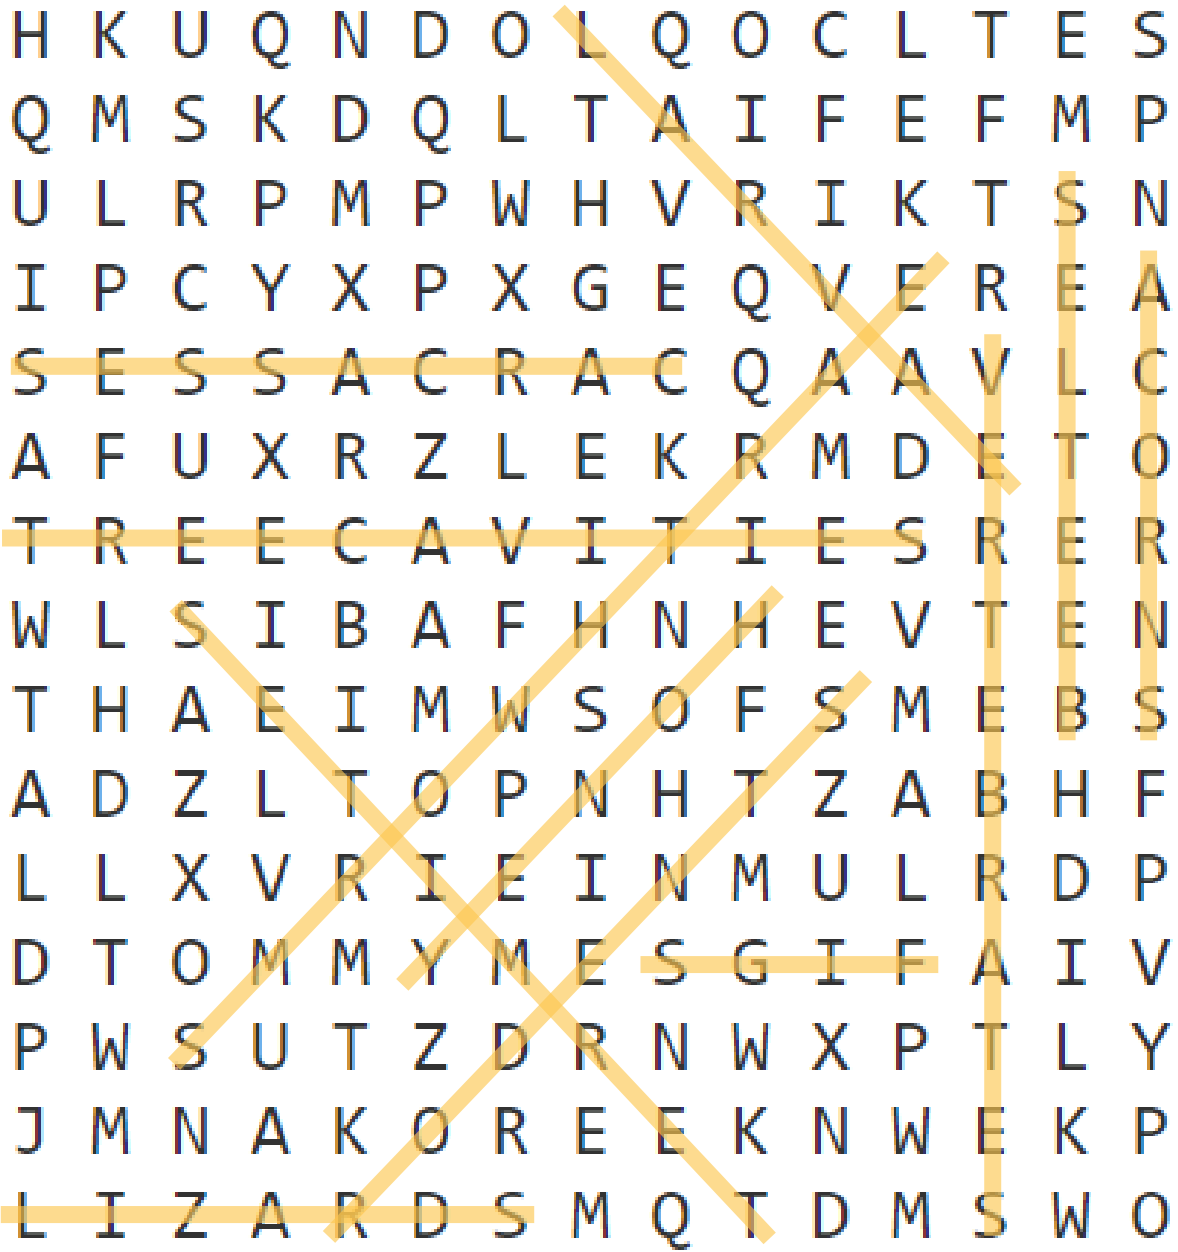 H K U Q N D O L Q O C L T E S
Q M S K D Q L T A I F E F M P
U L R P M P W H V R I K T S N
I P C Y X P X G E Q V E R E A
S E S S A C R A C Q A A V L C
A F U X R Z L E K R M D E T O
T R E E C A V I T I E S R E R
W L S I B A F H N H E V T E N
T H A E I M W S O F S M E B S
A D Z L T O P N H T Z A B H F
L L X V R I E I N M U L R D P
D T O M M Y M E S G I F A I V
P W S U T Z D R N W X P T L Y
J M N A K O R E E K N W E K P
L I Z A R D S M Q T D M S W O